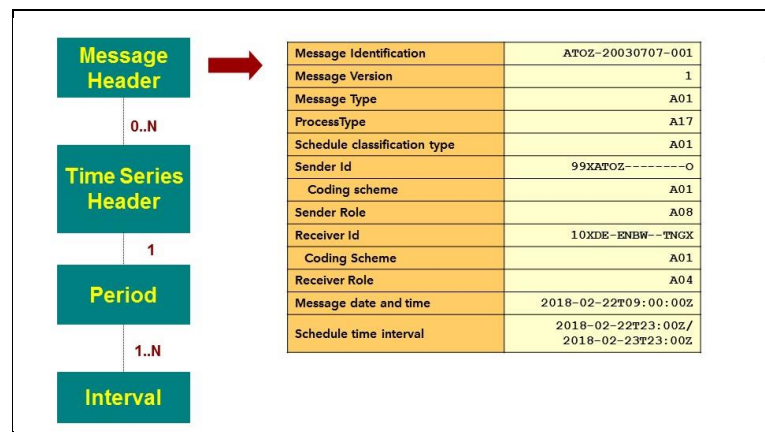 Message
Header
0..N
Time Series
Header
1
Period
1..N
Interval
Message Identification ATOZ-20030707-001
Message Version 1
Message Type A01
ProcessType A17
Schedule classification type A01
Sender Id 99XATOZ--------O
Coding scheme A01
Sender Role A08
Receiver Id 10XDE-ENBW--TNGX
Coding Scheme A01
Receiver Role A04
Message date and time 2018-02-22T09:00:00Z
Schedule time interval 2018-02-22T23:00Z/
2018-02-23T23:00Z